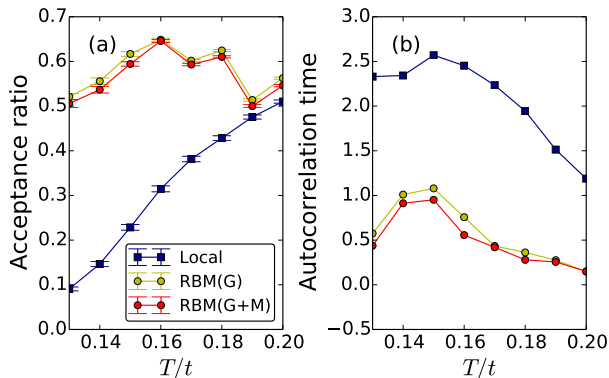 (a)
Acceptance ratio
0.7
0.6
0.5
0.4
0.3
0.2
0.1
0.0
Local
RBM(G)
RBM(G+M)
0.14 0.16 0.18 0.20
T/t
(b)
Autocorrelation time
3.0
2.5
2.0
1.5
1.0
0.5
0.0
−0.5
0.14 0.16 0.18 0.20
T/t